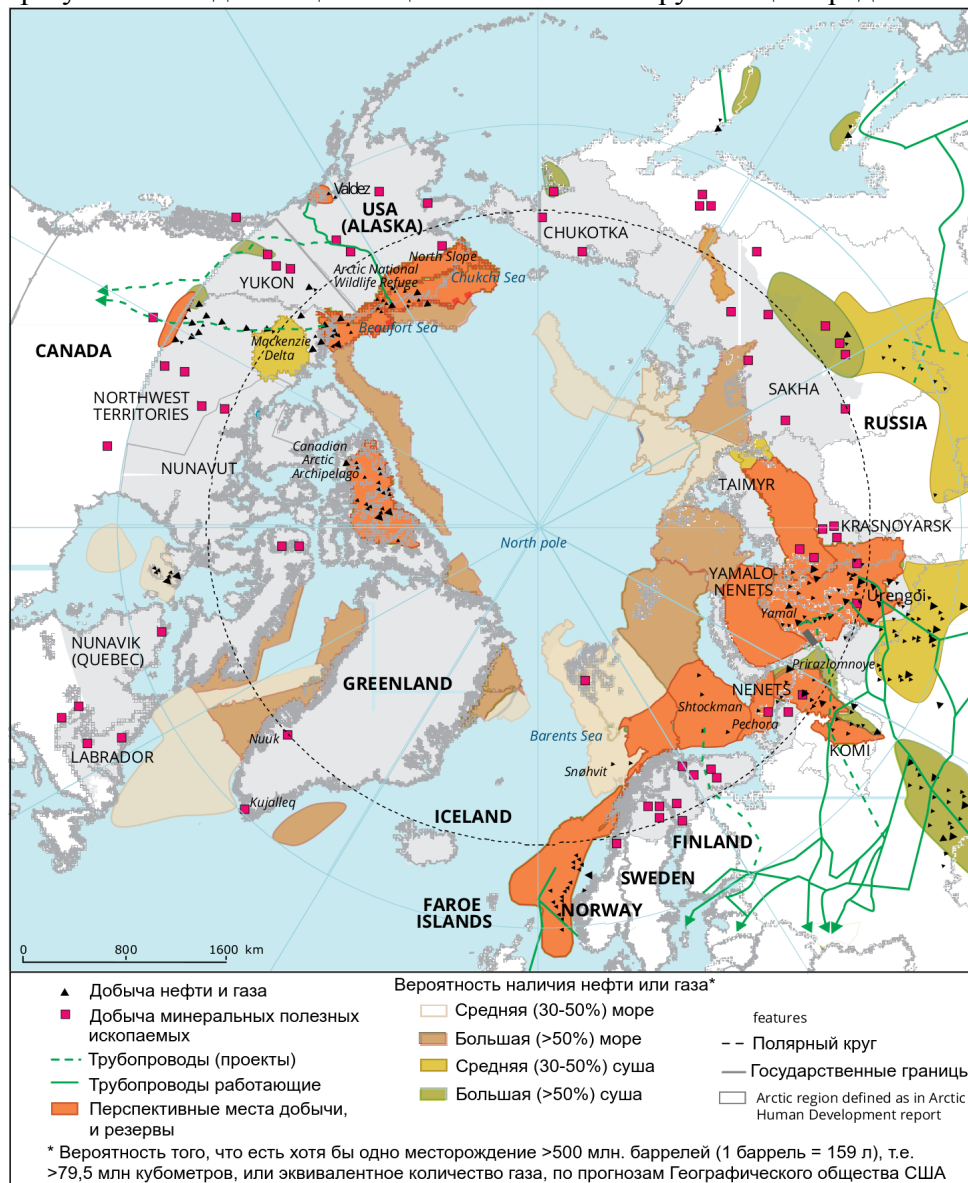 Valdez
USA
(ALASKA)
CHUKOTKA
North Slope
Arctic National
Wildlife Refuge
Chukchi Sea
YUKON
Beaufort Sea
Mackenzie
Delta
CANADA
NORTHWEST
TERRITORIES
SAKHA
RUSSIA
NUNAVUT
Canadian
Arctic
Archipelago
TAIMYR
KRASNOYARSK
North pole
YAMALO-
NENETS
Urengoi
Yamal
NUNAVIK
(QUEBEC)
Prirazlomnoye
GREENLAND
NENETS
Shtockman
Pechora
Barents Sea
KOMI
Nuuk
LABRADOR
Snøhvit
Kujalleq
ICELAND
FINLAND
SWEDEN
FAROE
ISLANDS
NORWAY
0 800 1600 km
Добыча нефти и газа
Добыча минеральных полезных
ископаемых
Трубопроводы (проекты)
Трубопроводы работающие
Перспективные места добычи,
и резервы
Вероятность наличия нефти или газа*
Средняя (30-50%) море
Большая (>50%) море
Средняя (30-50%) суша
Большая (>50%) суша
features
Полярный круг
Государственные границы
Arctic region defined as in Arctic
Human Development report
* Вероятность того, что есть хотя бы одно месторождение >500 млн. баррелей (1 баррель = 159 л), т.е.
>79,5 млн кубометров, или эквивалентное количество газа, по прогнозам Географического общества США